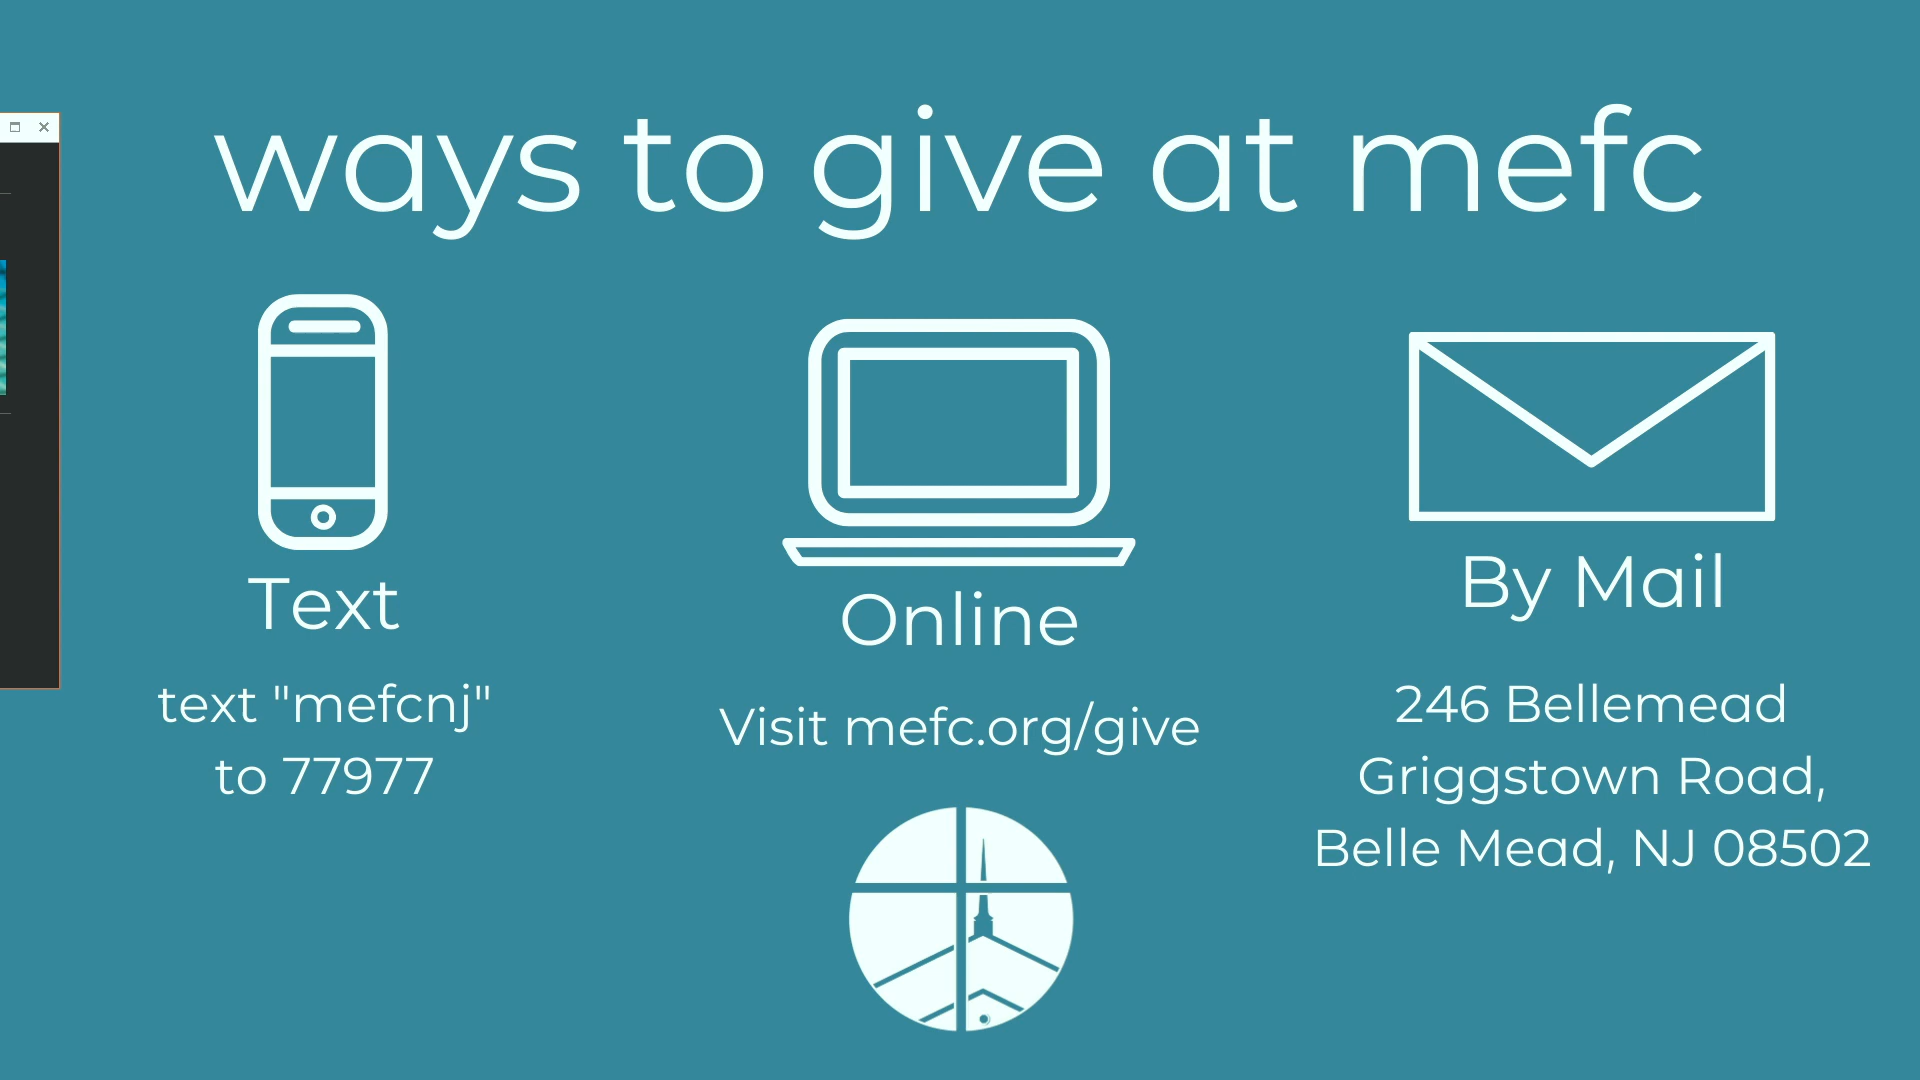 ways to give at mefc
Text
text "mefcnj"
to 77977
Online
Visit mefc.org/give
By Mail
246 Bellemead
Griggstown Road,
Belle Mead, NJ 08502